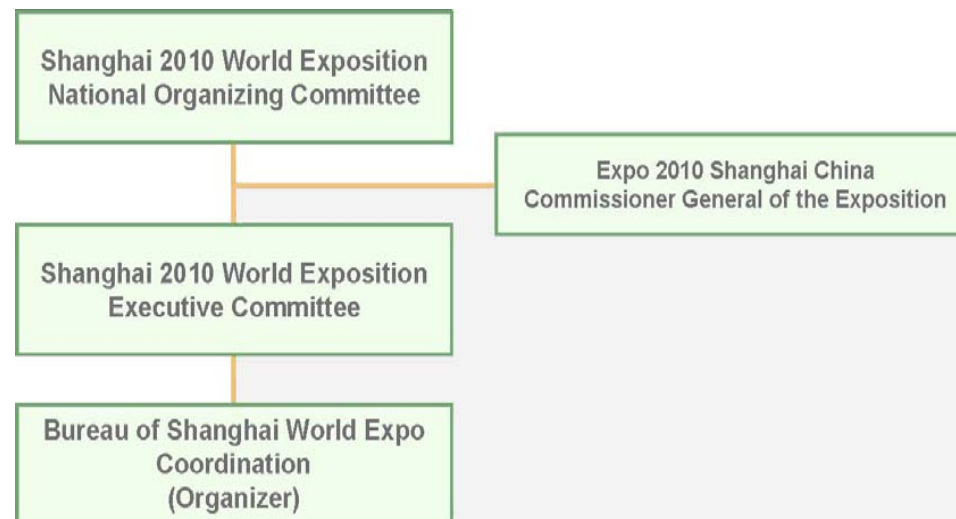 Shanghai 2010 World Exposition
National Organizing Committee
Expo 2010 Shanghai China
Commissioner General of the Exposition
Shanghai 2010 World Exposition
Executive Committee
Bureau of Shanghai World Expo
Coordination
(Organizer)